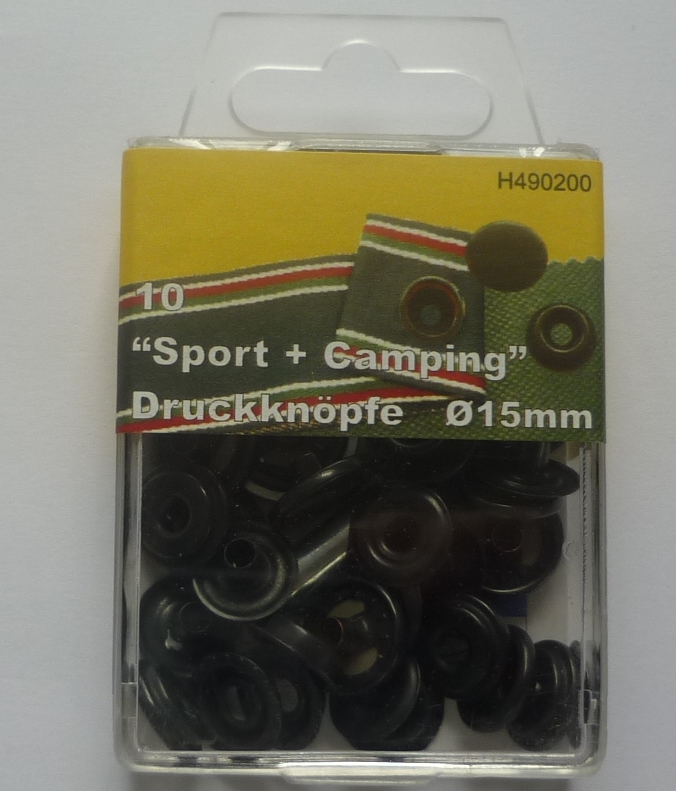 H490200
10
“Sport + Camping”
Druckknöpfe Ø15mm